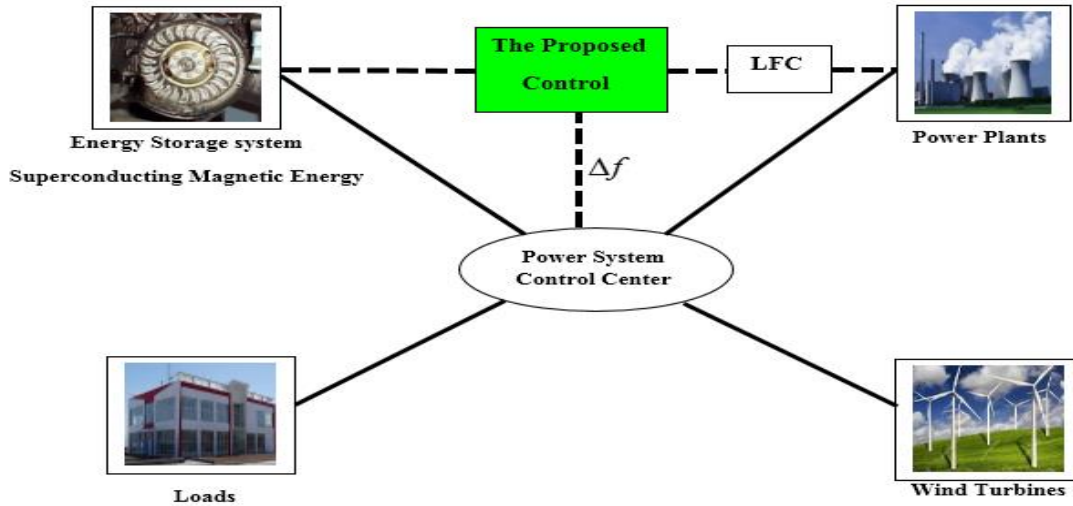 The Proposed
Control
LFC
Energy Storage system
Superconducting Magnetic Energy
Power Plants
Δf
Power System
Control Center
Loads
Wind Turbines